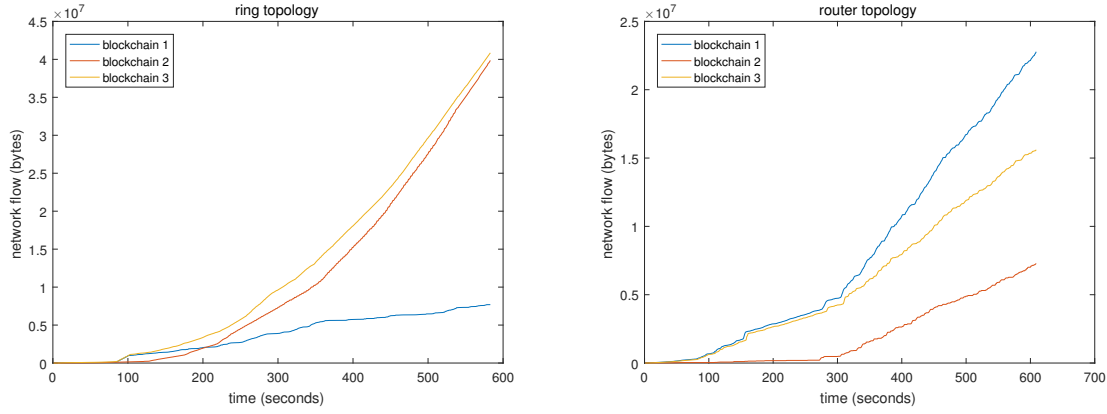 ring topology
×10⁷
4.5
4
3.5
3
2.5
2
1.5
1
0.5
0
network flow (bytes)
blockchain 1
blockchain 2
blockchain 3
0 100 200 300 400 500 600
time (seconds)
router topology
×10⁷
2.5
2
1.5
1
0.5
0
network flow (bytes)
blockchain 1
blockchain 2
blockchain 3
0 100 200 300 400 500 600 700
time (seconds)